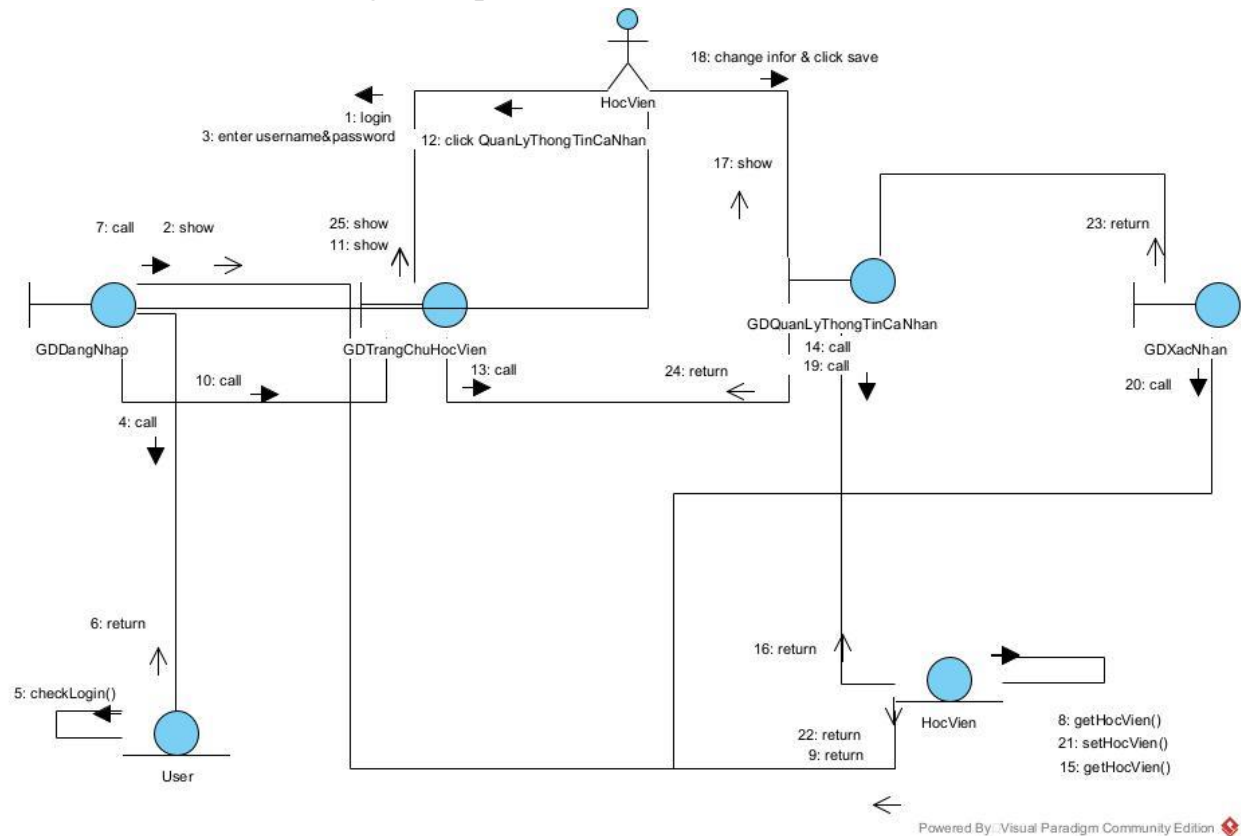 18: change infor & click save
HocVien
1: login
3: enter username&password
12: click QuanLyThongTinCaNhan
17: show
7: call
2: show
25: show
11: show
23: return
GDDangNhap
GDTrangChuHocVien
GDQuanLyThongTinCaNhan
GDXacNhan
14: call
19: call
10: call
13: call
24: return
20: call
4: call
6: return
16: return
5: checkLogin()
User
HocVien
8: getHocVien()
21: setHocVien()
15: getHocVien()
22: return
9: return
Powered By Visual Paradigm Community Edition